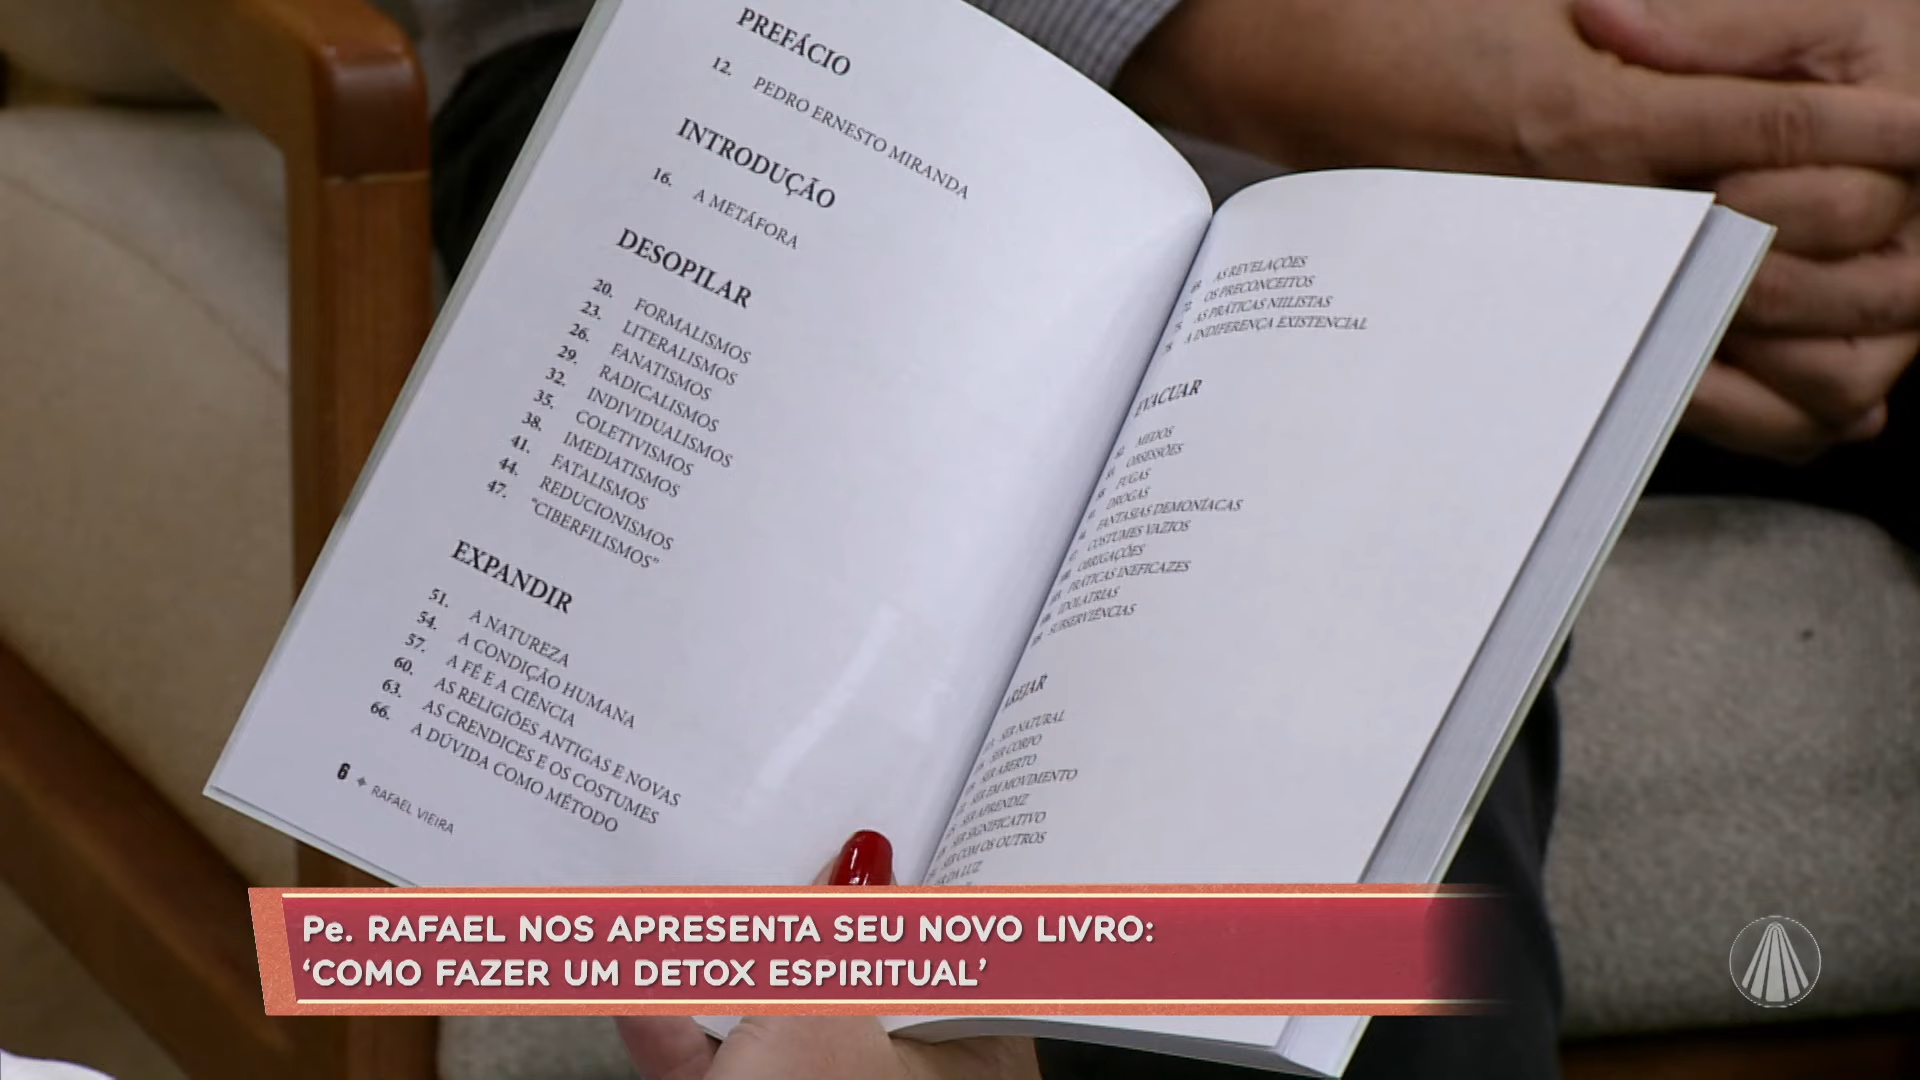 PREFÁCIO
12. PEDRO ERNESTO MIRANDA
INTRODUÇÃO
16. A METÁFORA
DESOPILAR
20. FORMALISMOS
23. LITERALISMOS
26. FANATISMOS
29. RADICALISMOS
32. INDIVIDUALISMOS
35. COLETIVISMOS
38. IMEDIATISMOS
41. FATALISMOS
44. REDUCIONISMOS
47. "CIBERFILISMOS"
EXPANDIR
51. A NATUREZA
54. A CONDIÇÃO HUMANA
57. A FÉ E A CIÊNCIA
60. AS RELIGIÕES ANTIGAS E NOVAS
63. AS CRENDICES E OS COSTUMES
66. A DÚVIDA COMO MÉTODO
6 RAFAEL VIEIRA
AS REVELAÇÕES
OS PRECONCEITOS
AS PRÁTICAS NIILISTAS
A INDIFERENÇA EXISTENCIAL
EVACUAR
MEDOS
OBSESSÕES
FUGAS
DROGAS
FANTASIAS DEMONÍACAS
COSTUMES VAZIOS
OBRIGAÇÕES
PRÁTICAS INEFICAZES
IDOLATRIAS
SUBSERVIÊNCIAS
AREJAR
SER NATURAL
SER CORPO
SER ABERTO
SER EM MOVIMENTO
SER APRENDIZ
SER SIGNIFICATIVO
SER COM OS OUTROS
DA LUZ
Pe. RAFAEL NOS APRESENTA SEU NOVO LIVRO:
'COMO FAZER UM DETOX ESPIRITUAL'